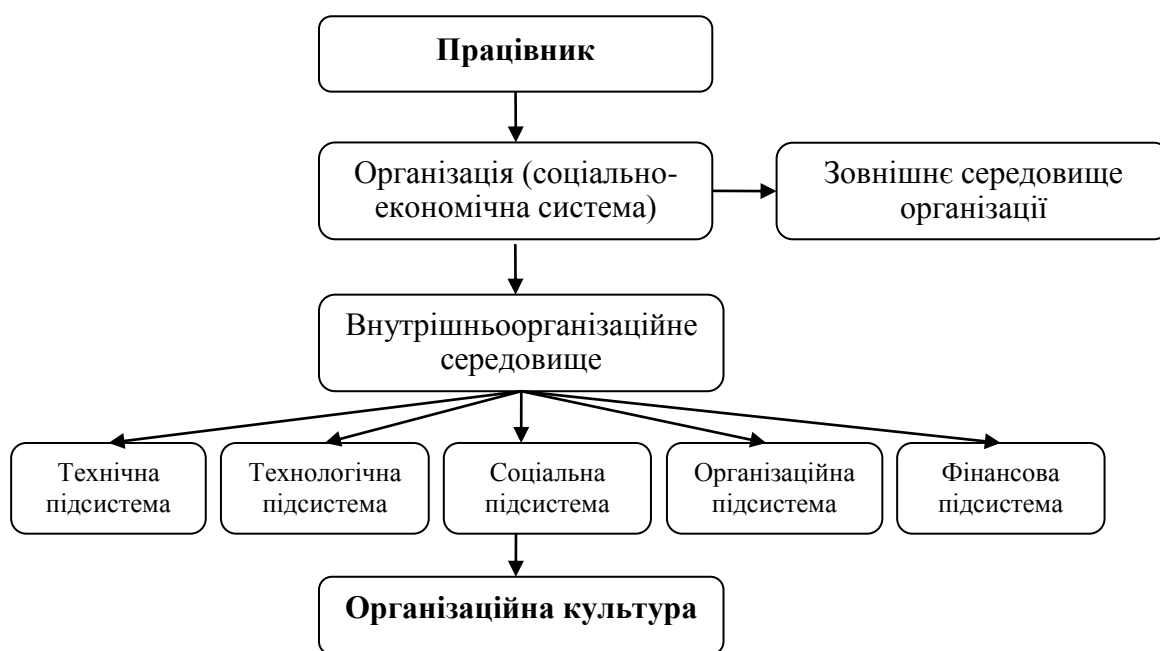 Працівник
Організація (соціально-
економічна система)
Зовнішнє середовище
організації
Внутрішньоорганізаційне
середовище
Технічна
підсистема
Технологічна
підсистема
Соціальна
підсистема
Організаційна
підсистема
Фінансова
підсистема
Організаційна культура